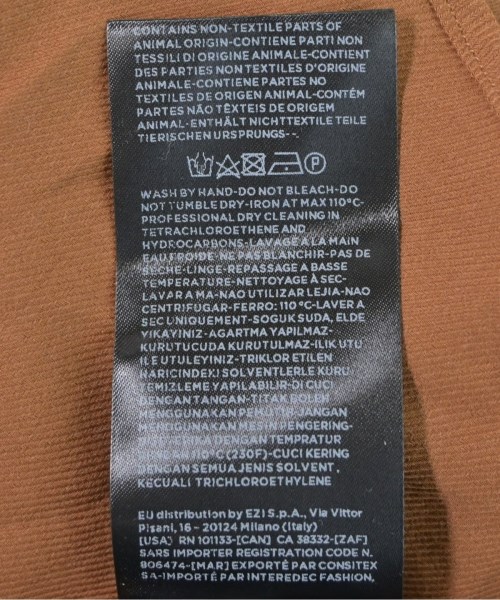 CONTAINS NON-TEXTILE PARTS OF
ANIMAL ORIGIN-CONTIENE PARTI NON
TESSILI DI ORIGINE ANIMALE-CONTIENT
DES PARTIES NON TEXTILES D'ORIGINE
ANIMALE-CONTIENE PARTES NO
TEXTILES DE ORIGEN ANIMAL-CONTÉM
PARTES NÃO TÊXTEIS DE ORIGEM
ANIMAL-ENTHÄLT NICHTTEXTILE TEILE
TIERISCHEN URSPRUNGS--.
P
WASH BY HAND-DO NOT BLEACH-DO
NOT TUMBLE DRY-IRON AT MAX 110°C-
PROFESSIONAL DRY CLEANING IN
TETRACHLOROETHENE AND
HYDROCARBONS-LAVAGE À LA MAIN
EAU FROIDE-NE PAS BLANCHIR-PAS DE
SÈCHE-LINGE-REPASSAGE A BASSE
TEMPERATURE-NETTOYAGE À SEC-
LAVAR A MA-NAO UTILIZAR LEJIA-NAO
CENTRIFUGAR-FERRO: 110°C-LAVER A
SEC UNIQUEMENT-SOGUK SUDA, ELDE
YIKAYINIZ-AGARTMA YAPILMAZ-
KURUTUCUDA KURUTULMAZ-ILIK UTU
ILE UTULEYINIZ-TRIKLOR ETILEN
HARICINDEKI SOLVENTLERLE KURU
TEMIZLEME YAPILABILIR-DI CUCI
DENGAN TANGAN-TITAK BOLEH
MENGGUNAKAN PEMUTIH-JANGAN
MENGGUNAKAN MESIN PENGERING-
DENGAN TEMPRATUR
110°C(230F)-CUCI KERING
DENGAN SEMUA JENIS SOLVENT,
KECUALI TRICHLOROETHYLENE
EU distribution by EZI S.p.A., Via Vittor
Pisani, 16 - 20124 Milano (Italy)
[USA] RN 101133-[CAN] CA 38332-[ZAF]
SARS IMPORTER REGISTRATION CODE N.
806474-[MAR] EXPORTÉ PAR CONSITEX
SA-IMPORTÉ PAR INTEREDEC FASHION,